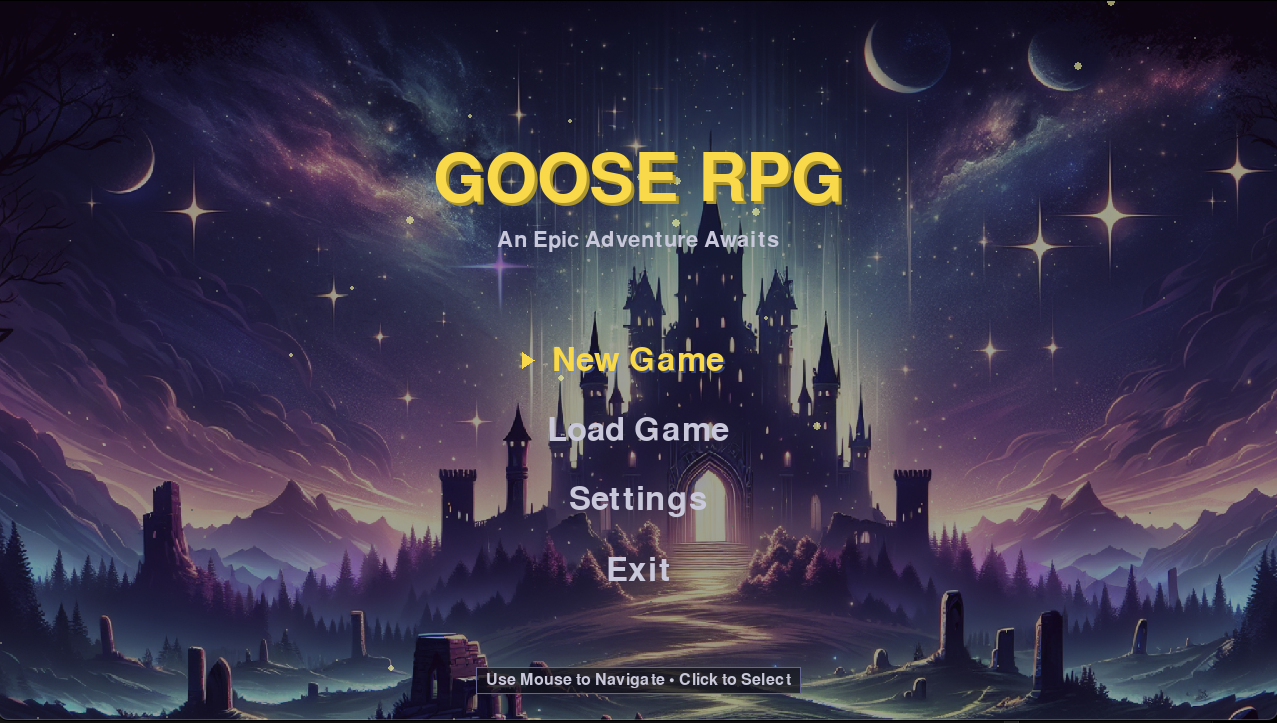 GOOSE RPG
An Epic Adventure Awaits
New Game
Load Game
Settings
Exit
Use Mouse to Navigate • Click to Select